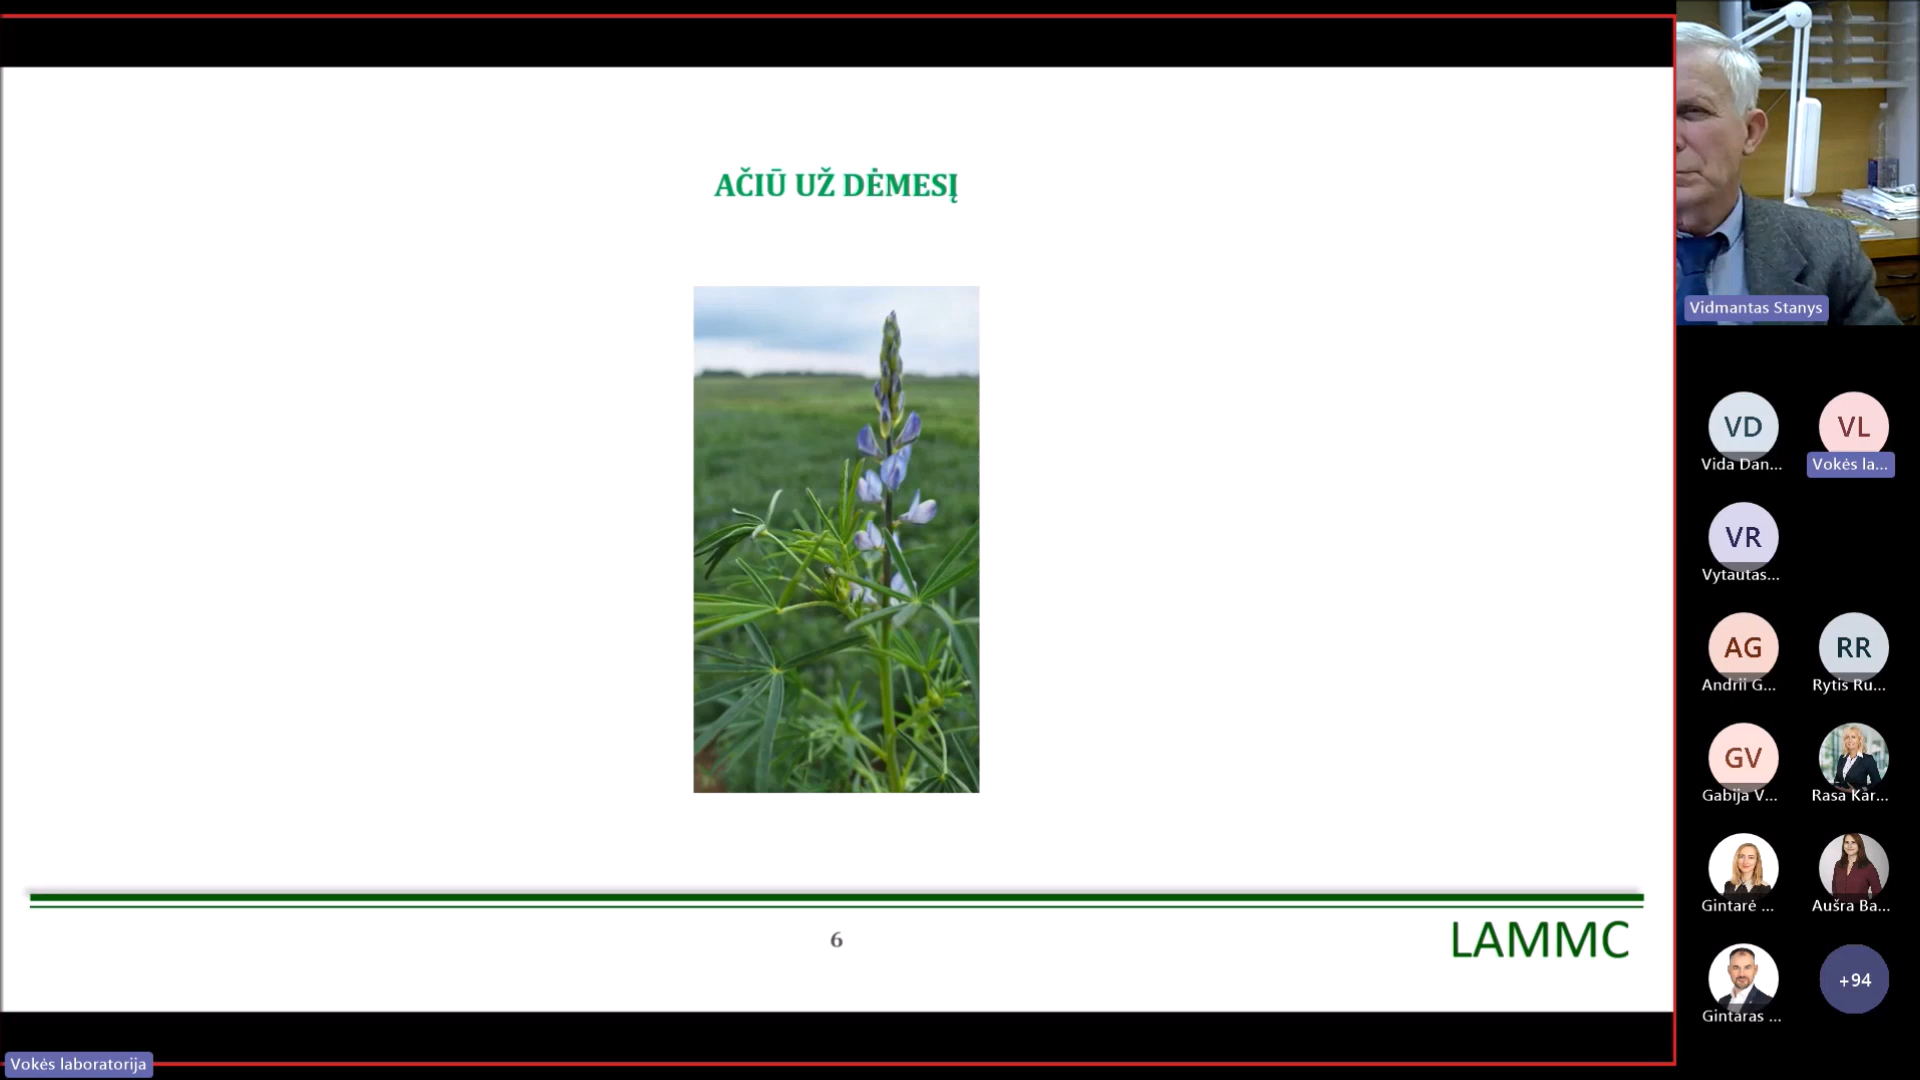 AČIŪ UŽ DĖMESĮ
6
LAMMC
Vokės laboratorija
Vidmantas Stanys
VD
Vida Dan...
VL
Vokės la...
VR
Vytautas...
AG
Andrii G...
RR
Rytis Ru...
GV
Gabija V...
Rasa Kar...
Gintarė ...
Aušra Ba...
Gintaras ...
+94